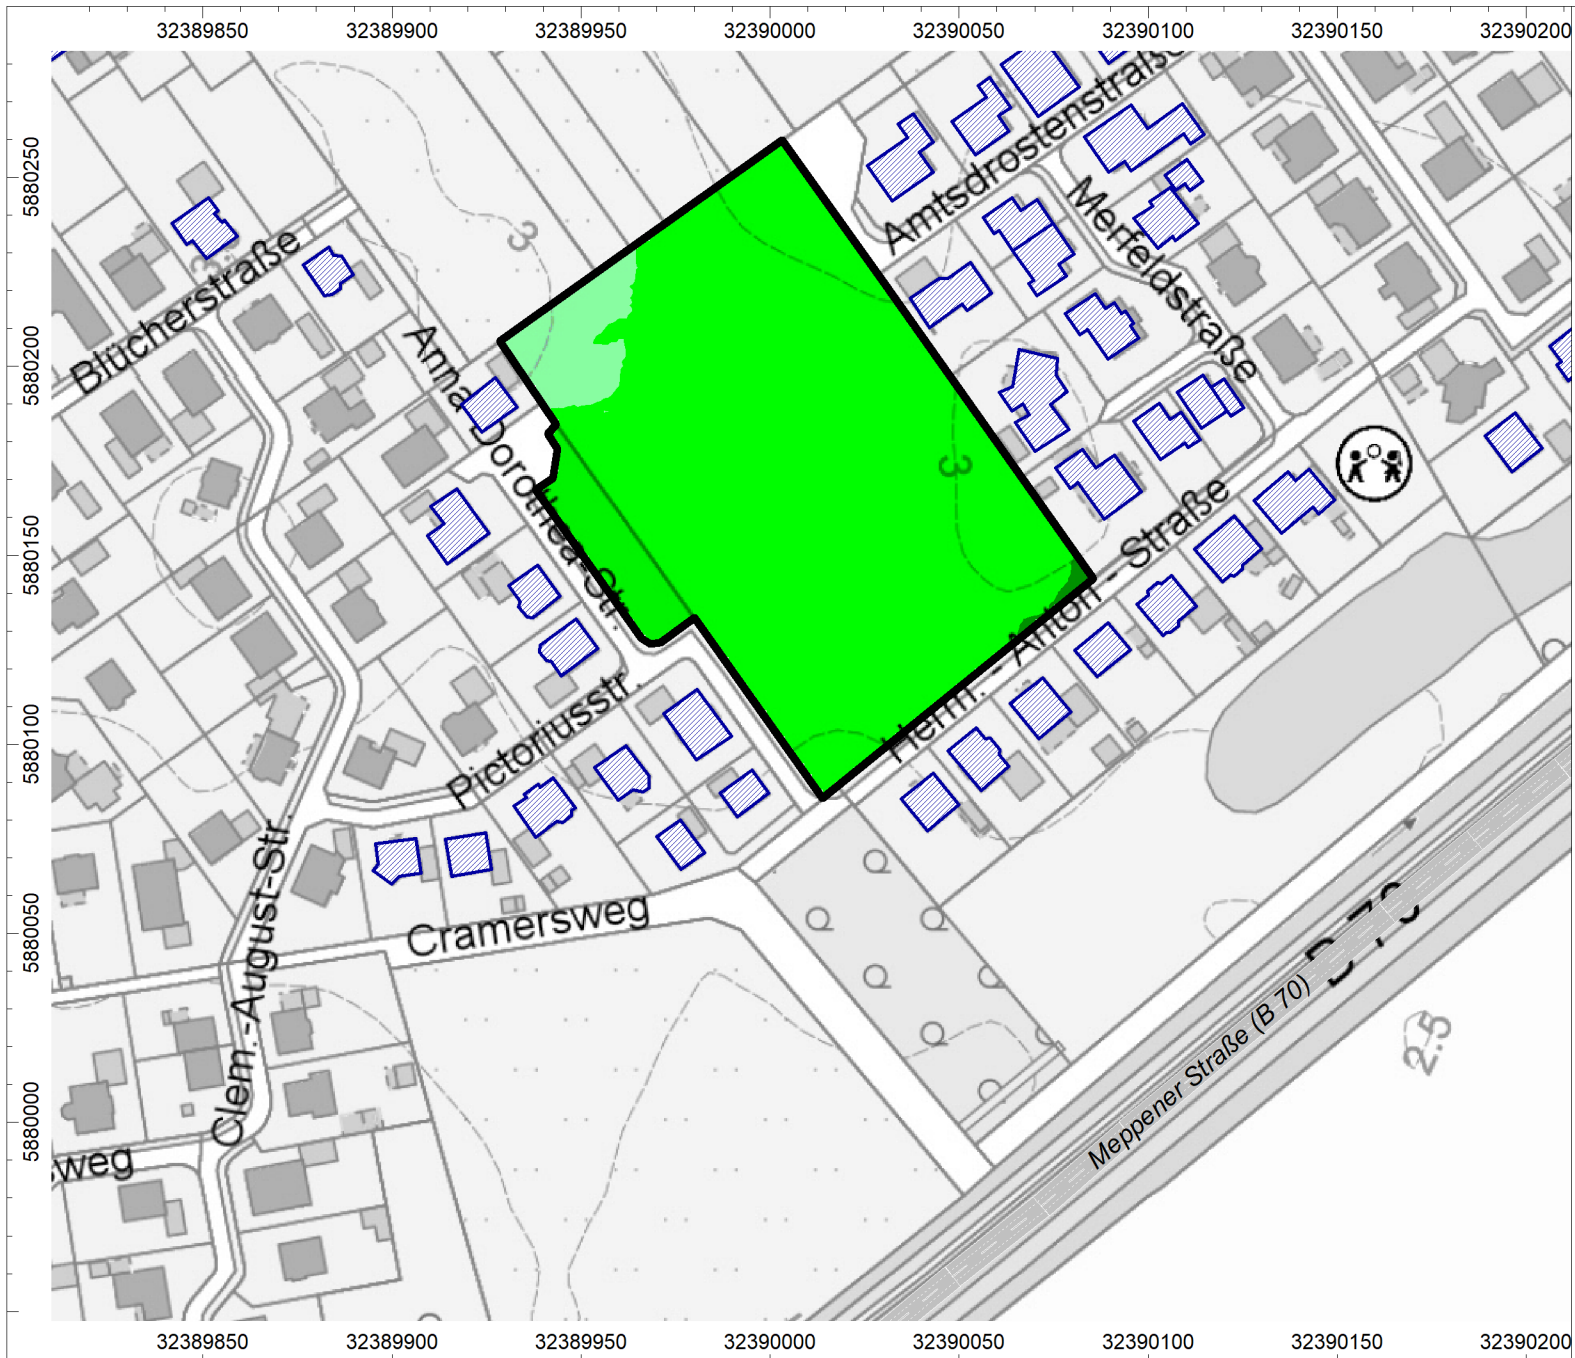 32389850 32389900 32389950 32390000 32390050 32390100 32390150 32390200
5880250
5880200
5880150
5880100
5880050
5880000
Amtsdrostenstraße
Merfeldstraße
Blücherstraße
3
3
Anna-Dorothea-Str.
Herm. - Anton - Straße
Pictoriusstr.
Clem.-August-Str.
Cramersweg
Meppener Straße (B 70)
B 70
2.5
sweg
32389850 32389900 32389950 32390000 32390050 32390100 32390150 32390200